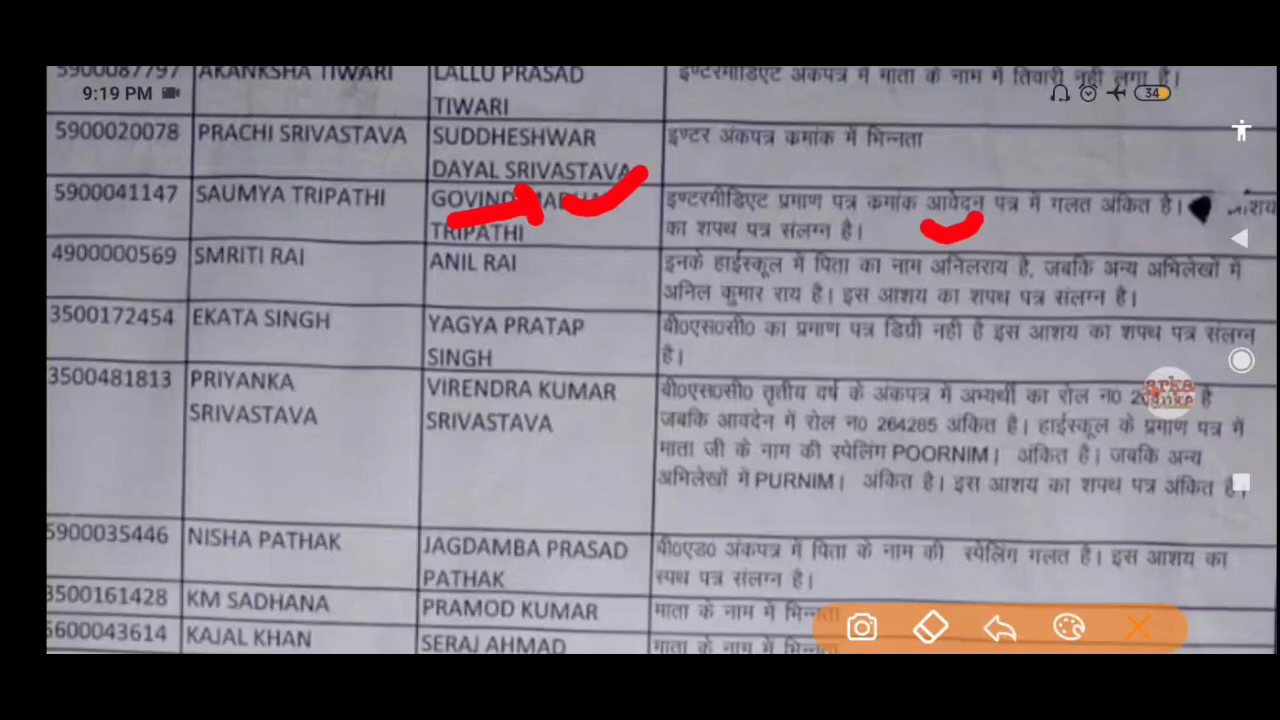 5900087797 AKANKSHA TIWARI LALLU PRASAD इण्टरमीडिएट अंकपत्र में माता के नाम में तिवारी नही लगा है।
9:19 PM 34
TIWARI
5900020078 PRACHI SRIVASTAVA SUDDHESHWAR इण्टर अंकपत्र कमांक में भिन्नता
DAYAL SRIVASTAVA
5900041147 SAUMYA TRIPATHI GOVIND इण्टरमीडिएट प्रमाण पत्र कमांक आवेदन पत्र में गलत अंकित है।
TRIPATHI का शपथ पत्र संलग्न है।
4900000569 SMRITI RAI ANIL RAI इनके हाईस्कूल में पिता का नाम अनिलराय है, जबकि अन्य अभिलेखों में
अनिल कुमार राय है। इस आशय का शपथ पत्र संलग्न है।
3500172454 EKATA SINGH YAGYA PRATAP बी0एस0सी0 का प्रमाण पत्र डिग्री नही है इस आशय का शपथ पत्र संलग्न
SINGH है।
3500481813 PRIYANKA VIRENDRA KUMAR बी0एस0सी0 तृतीय वर्ष के अंकपत्र में अभ्यर्थी का रोल न0 है
SRIVASTAVA SRIVASTAVA जबकि आवदेन में रोल न0 264285 अंकित है। हाईस्कूल के प्रमाण पत्र में
माता जी के नाम की स्पेलिंग POORNIM। अंकित है। जबकि अन्य
अभिलेखों में PURNIM। अंकित है। इस आशय का शपथ पत्र अंकित है।
5900035446 NISHA PATHAK JAGDAMBA PRASAD बी0एड0 अंकपत्र में पिता के नाम की स्पेलिंग गलत है। इस आशय का
PATHAK स्पथ पत्र संलग्न है।
3500161428 KM SADHANA PRAMOD KUMAR माता के नाम में भिन्नता
5600043614 KAJAL KHAN SERAJ AHMAD माता के नाम में भिन्नता